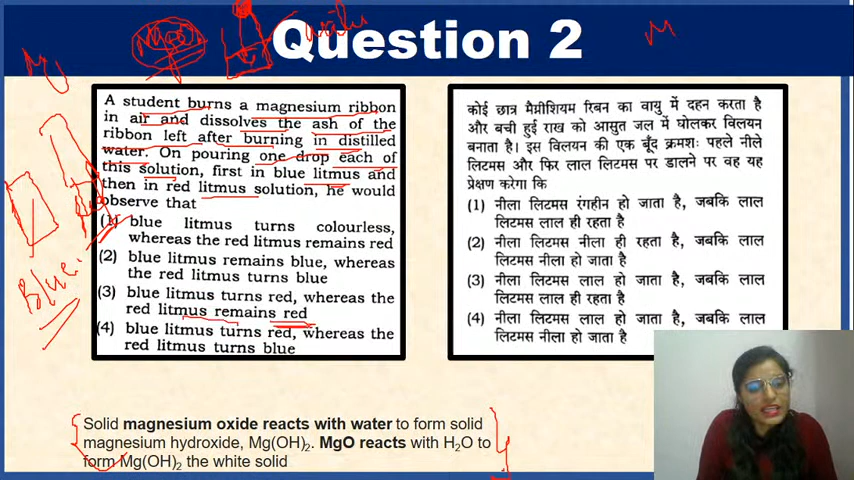 Question 2
A student burns a magnesium ribbon
in air and dissolves the ash of the
ribbon left after burning in distilled
water. On pouring one drop each of
this solution, first in blue litmus and
then in red litmus solution, he would
observe that
(1) blue litmus turns colourless,
whereas the red litmus remains red
(2) blue litmus remains blue, whereas
the red litmus turns blue
(3) blue litmus turns red, whereas the
red litmus remains red
(4) blue litmus turns red, whereas the
red litmus turns blue
कोई छात्र मैग्नीशियम रिबन का वायु में दहन करता है
और बची हुई राख को आसुत जल में घोलकर विलयन
बनाता है। इस विलयन की एक बूँद क्रमशः पहले नीले
लिटमस और फिर लाल लिटमस पर डालने पर वह यह
प्रेक्षण करेगा कि
(1) नीला लिटमस रंगहीन हो जाता है, जबकि लाल
लिटमस लाल ही रहता है
(2) नीला लिटमस नीला ही रहता है, जबकि लाल
लिटमस नीला हो जाता है
(3) नीला लिटमस लाल हो जाता है, जबकि लाल
लिटमस लाल ही रहता है
(4) नीला लिटमस लाल हो जाता है, जबकि लाल
लिटमस नीला हो जाता है
Blue.
Solid magnesium oxide reacts with water to form solid
magnesium hydroxide, Mg(OH)₂. MgO reacts with H₂O to
form Mg(OH)₂ the white solid